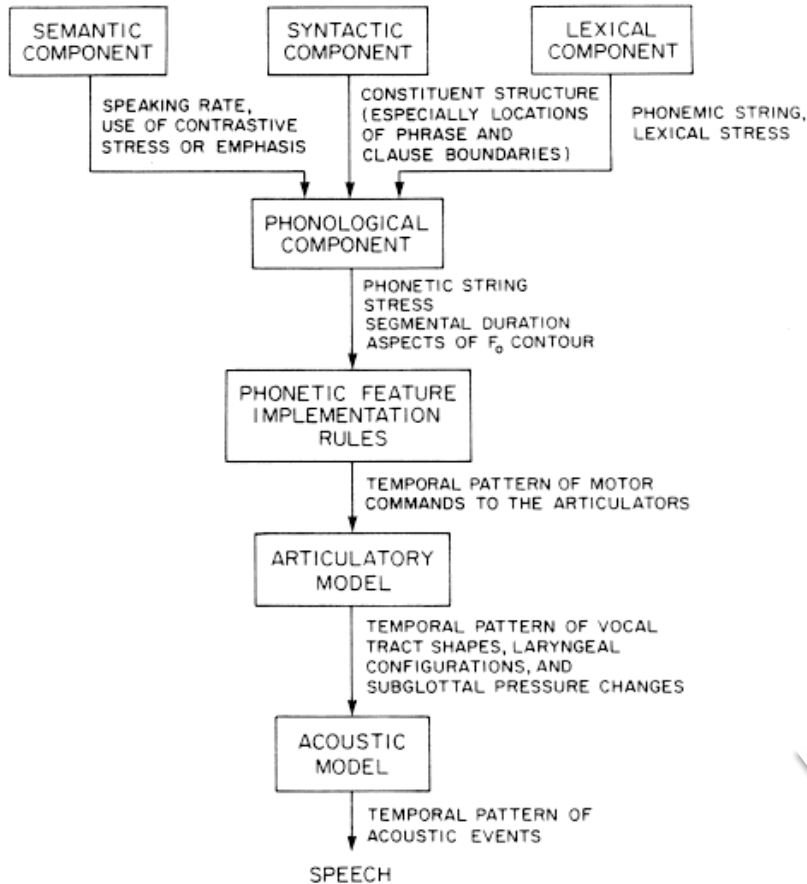 SEMANTIC
COMPONENT
SYNTACTIC
COMPONENT
LEXICAL
COMPONENT
SPEAKING RATE,
USE OF CONTRASTIVE
STRESS OR EMPHASIS
CONSTITUENT STRUCTURE
(ESPECIALLY LOCATIONS
OF PHRASE AND
CLAUSE BOUNDARIES)
PHONEMIC STRING,
LEXICAL STRESS
PHONOLOGICAL
COMPONENT
PHONETIC STRING
STRESS
SEGMENTAL DURATION
ASPECTS OF F₀ CONTOUR
PHONETIC FEATURE
IMPLEMENTATION
RULES
TEMPORAL PATTERN OF MOTOR
COMMANDS TO THE ARTICULATORS
ARTICULATORY
MODEL
TEMPORAL PATTERN OF VOCAL
TRACT SHAPES, LARYNGEAL
CONFIGURATIONS, AND
SUBGLOTTAL PRESSURE CHANGES
ACOUSTIC
MODEL
TEMPORAL PATTERN OF
ACOUSTIC EVENTS
SPEECH